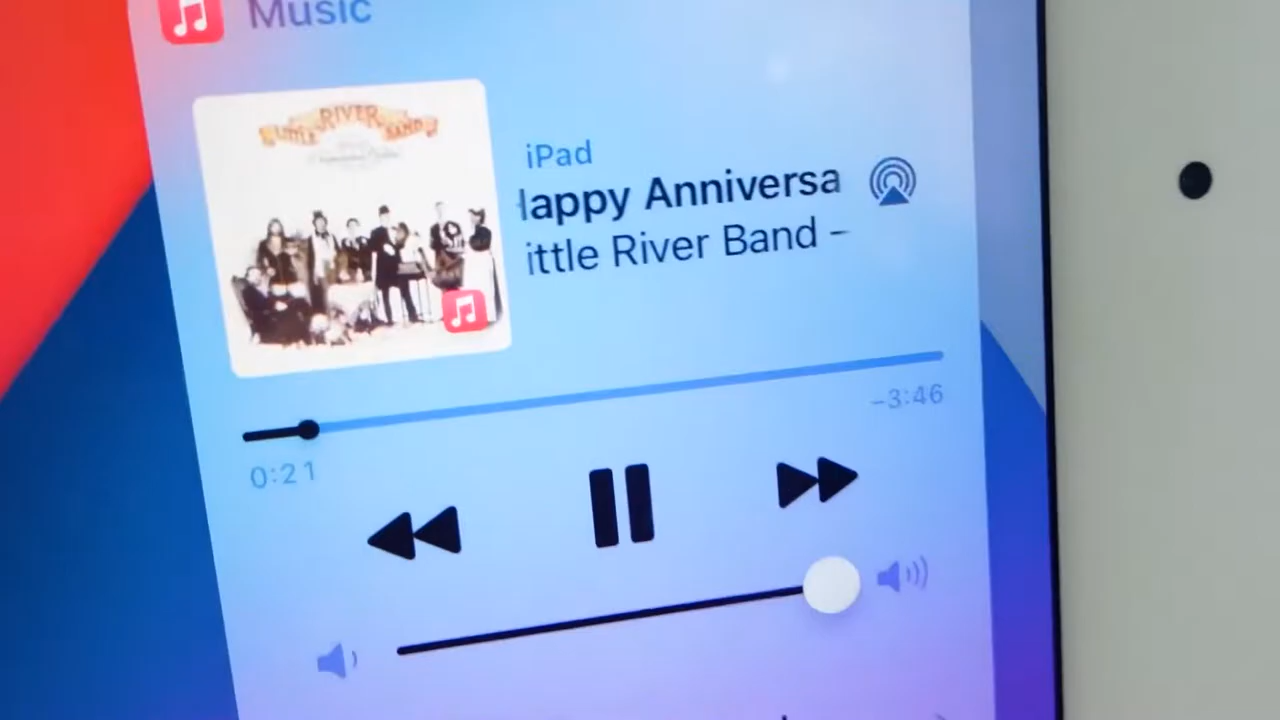 Music
LITTLE RIVER BAND
iPad
Happy Anniversa
ittle River Band –
0:21
–3:46